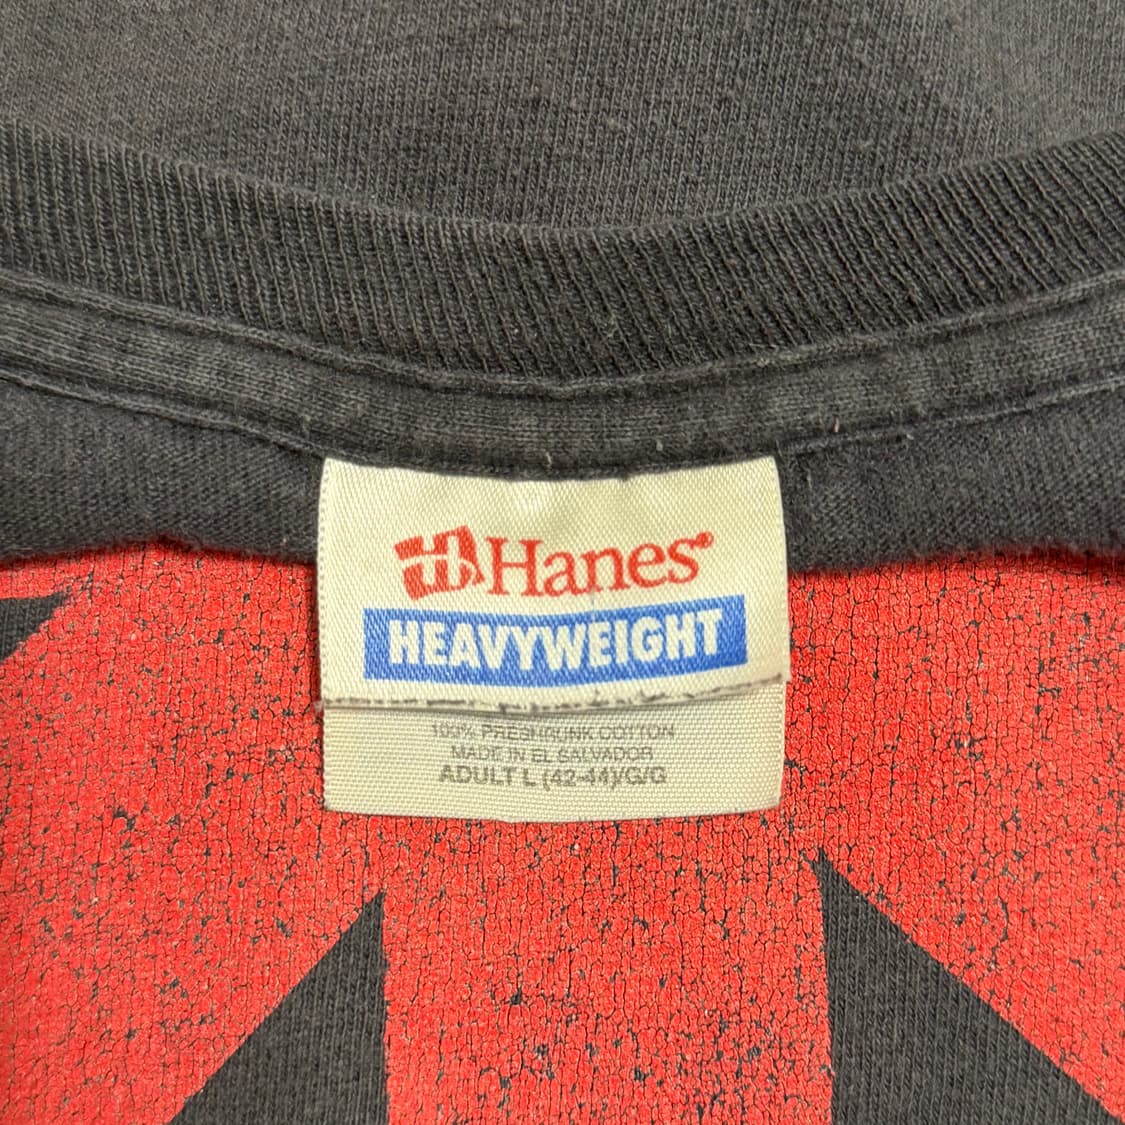 Hanes®
HEAVYWEIGHT
100% PRESHRUNK COTTON
MADE IN EL SALVADOR
ADULT L (42-44)/G/G